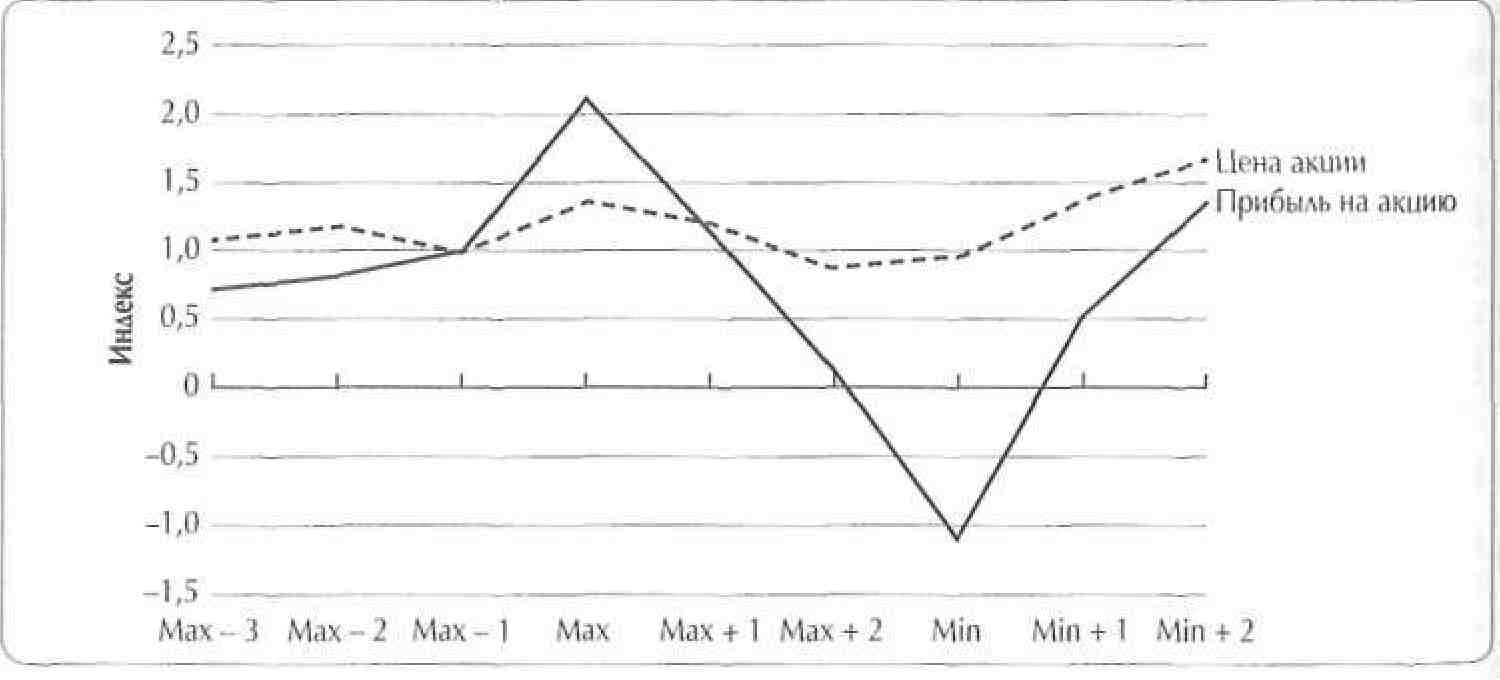 2,5
2,0
1,5
1,0
0,5
0
–0,5
–1,0
–1,5
Индекс
Цена акции
Прибыль на акцию
Max – 3 Max – 2 Max – 1 Max Max + 1 Max + 2 Min Min + 1 Min + 2